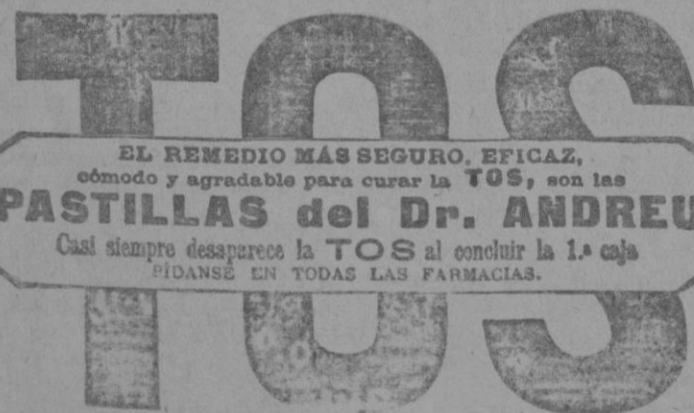 TOS
EL REMEDIO MÁS SEGURO, EFICAZ,
cómodo y agradable para curar la TOS, son las
PASTILLAS del Dr. ANDREU
Casi siempre desaparece la TOS al concluir la 1.ª caja
PÍDANSE EN TODAS LAS FARMACIAS.